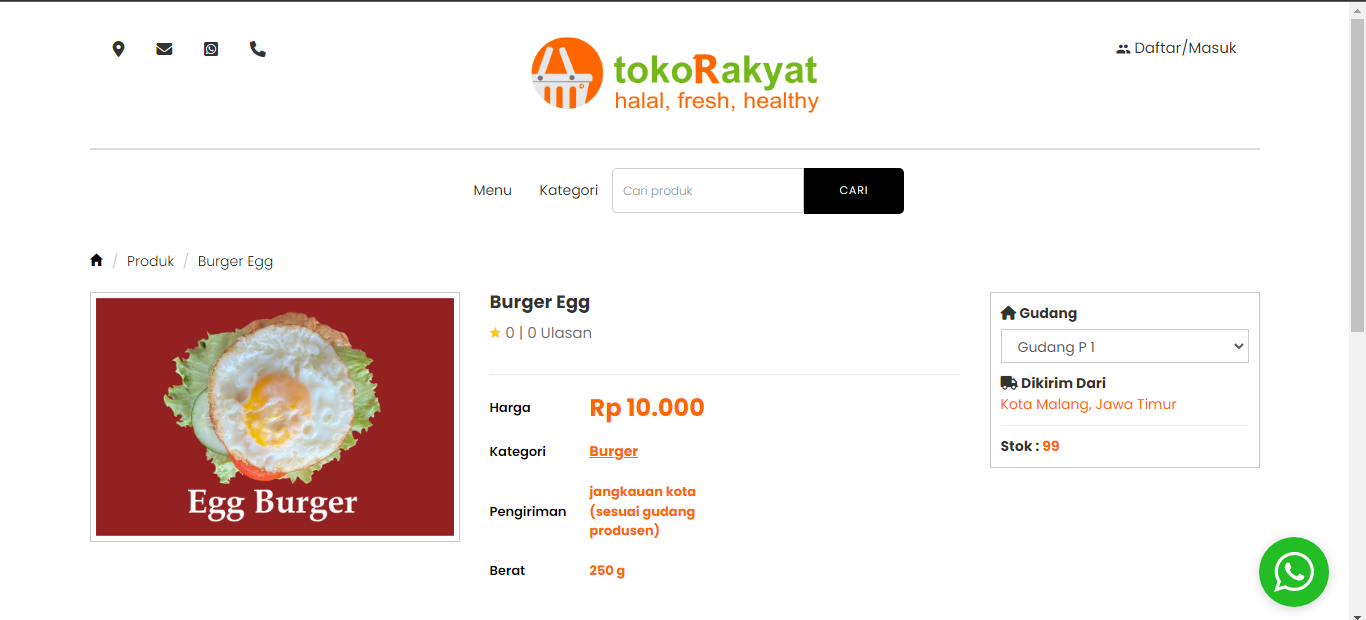 Daftar/Masuk
tokoRakyat
halal, fresh, healthy
Menu Kategori Cari produk CARI
/ Produk / Burger Egg
Egg Burger
Burger Egg
0 | 0 Ulasan
Harga Rp 10.000
Kategori Burger
Pengiriman jangkauan kota
(sesuai gudang
produsen)
Berat 250 g
Gudang
Gudang P 1
Dikirim Dari
Kota Malang, Jawa Timur
Stok : 99